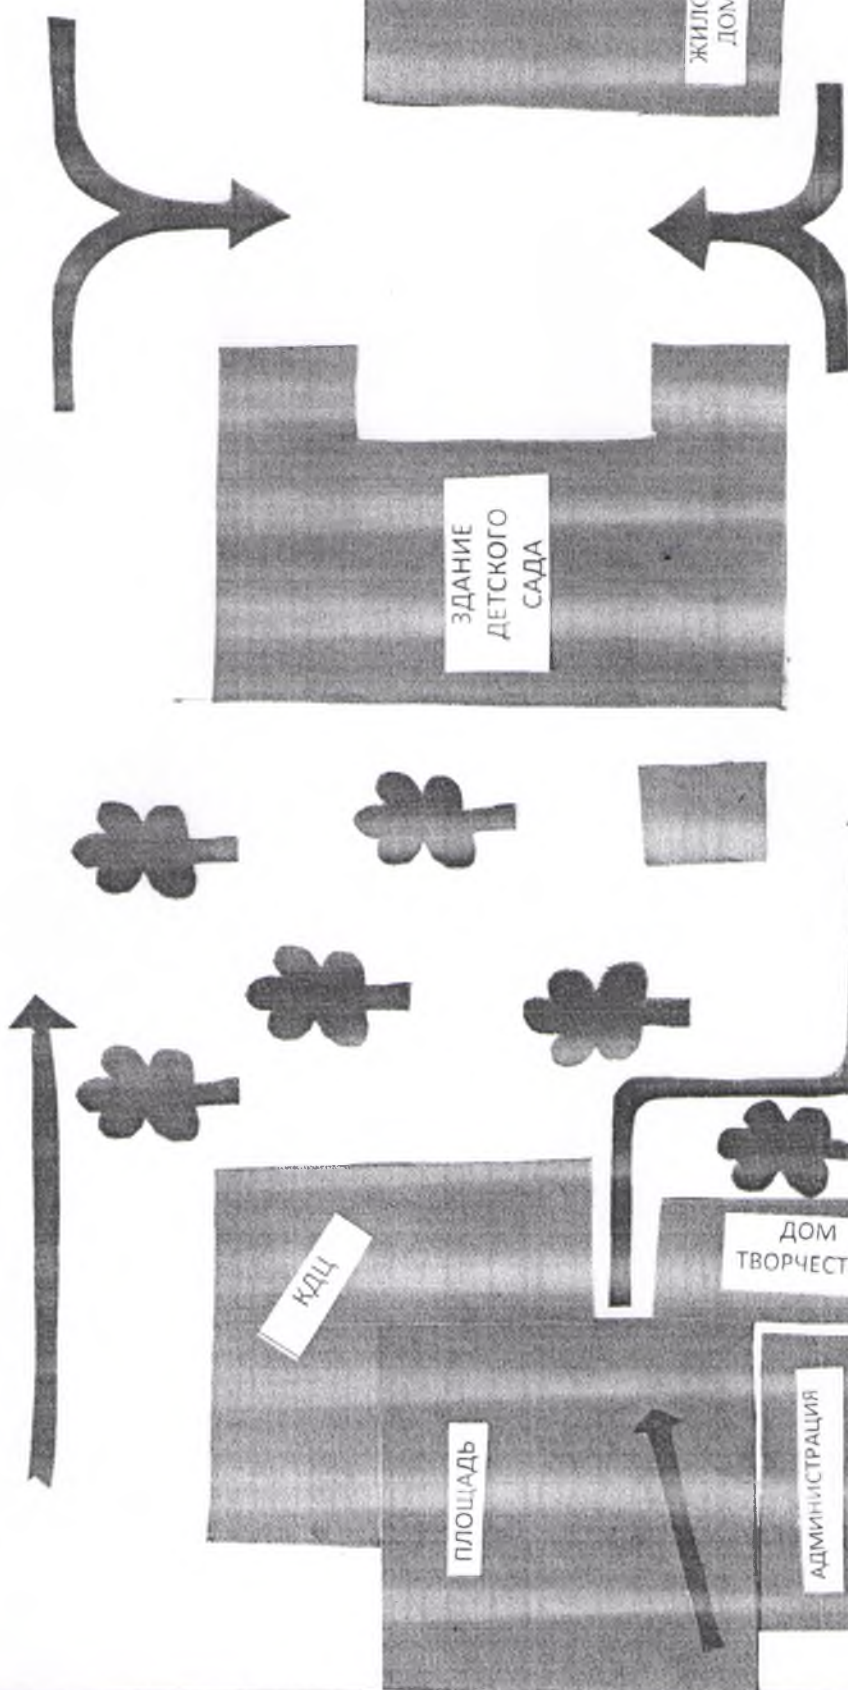 ЗДАНИЕ
ДЕТСКОГО
САДА
КДЦ
ДОМ
ПЛОЩАДЬ
АДМИНИСТРАЦИЯ